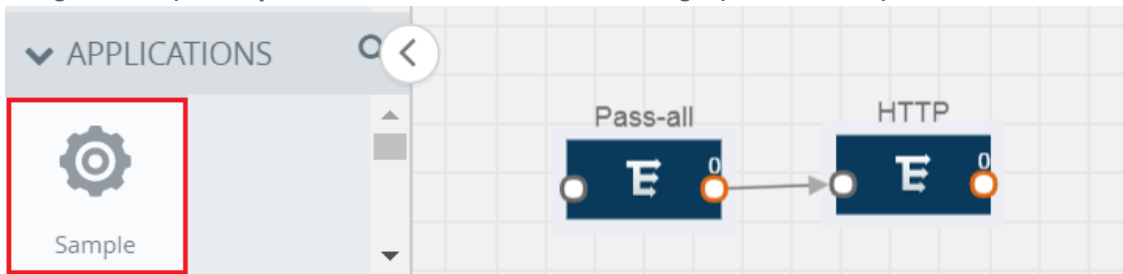 APPLICATIONS
Pass-all
HTTP
0
0
Sample